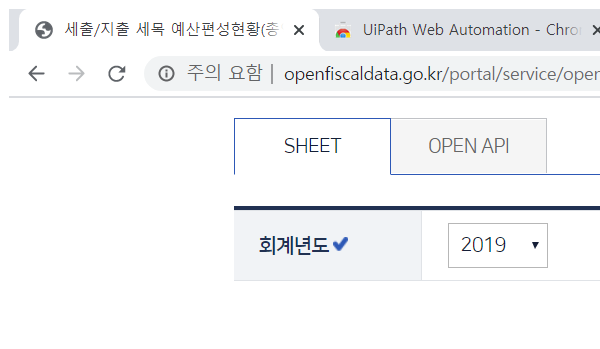 세출/지출 세목 예산편성현황(총
UiPath Web Automation - Chro
주의 요함 | openfiscaldata.go.kr/portal/service/open
SHEET
OPEN API
회계년도
2019